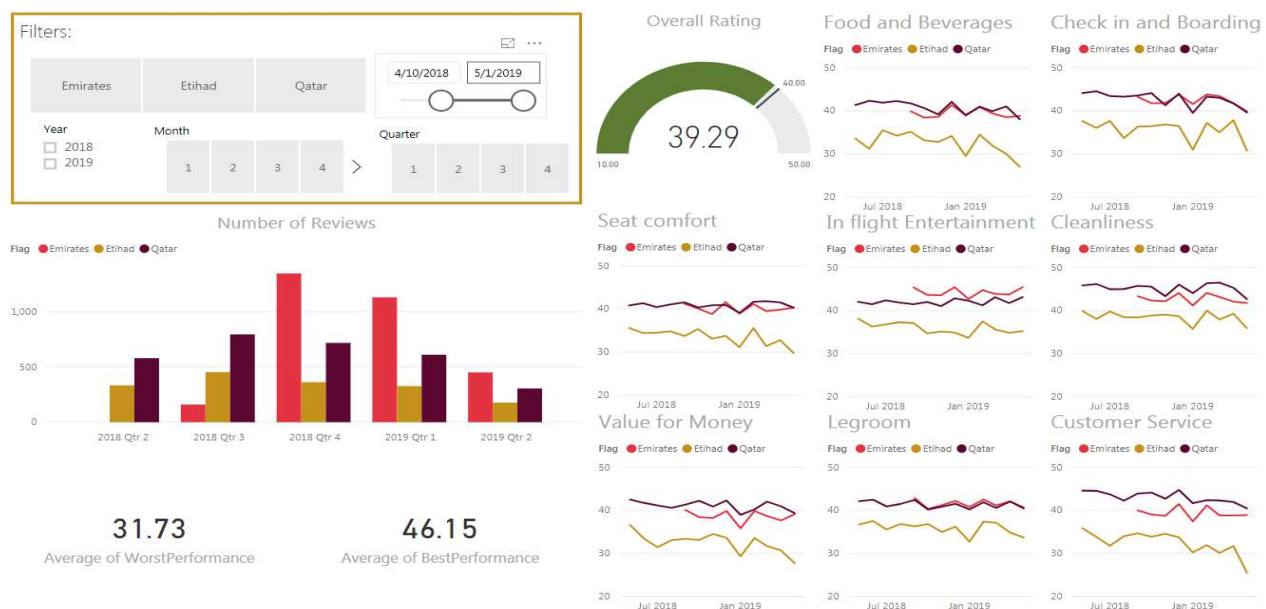 Filters:
...
Emirates Etihad Qatar
4/10/2018 5/1/2019
Year
2018
2019
Month
1 2 3 4
Quarter
1 2 3 4
Overall Rating
40.00
39.29
10.00 50.00
Food and Beverages
Flag Emirates Etihad Qatar
50
40
30
20
Jul 2018 Jan 2019
Check in and Boarding
Flag Emirates Etihad Qatar
50
40
30
20
Jul 2018 Jan 2019
Number of Reviews
Flag Emirates Etihad Qatar
1,000
500
0
2018 Qtr 2 2018 Qtr 3 2018 Qtr 4 2019 Qtr 1 2019 Qtr 2
Seat comfort
Flag Emirates Etihad Qatar
50
40
30
20
Jul 2018 Jan 2019
In flight Entertainment
Flag Emirates Etihad Qatar
50
40
30
20
Jul 2018 Jan 2019
Cleanliness
Flag Emirates Etihad Qatar
50
40
30
20
Jul 2018 Jan 2019
31.73
Average of WorstPerformance
46.15
Average of BestPerformance
Value for Money
Flag Emirates Etihad Qatar
50
40
30
20
Jul 2018 Jan 2019
Legroom
Flag Emirates Etihad Qatar
50
40
30
20
Jul 2018 Jan 2019
Customer Service
Flag Emirates Etihad Qatar
50
40
30
20
Jul 2018 Jan 2019